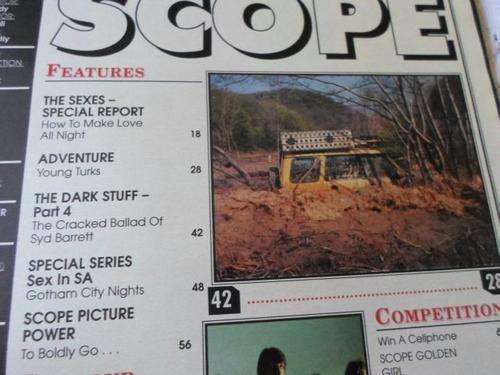 SCOPE
FEATURES
THE SEXES –
SPECIAL REPORT
How To Make Love
All Night 18
ADVENTURE
Young Turks 28
THE DARK STUFF –
Part 4
The Cracked Ballad Of
Syd Barrett 42
SPECIAL SERIES
Sex In SA
Gotham City Nights 48
SCOPE PICTURE
POWER
To Boldly Go . . . 56
42 28
COMPETITION
Win A Cellphone
SCOPE GOLDEN
GIRL